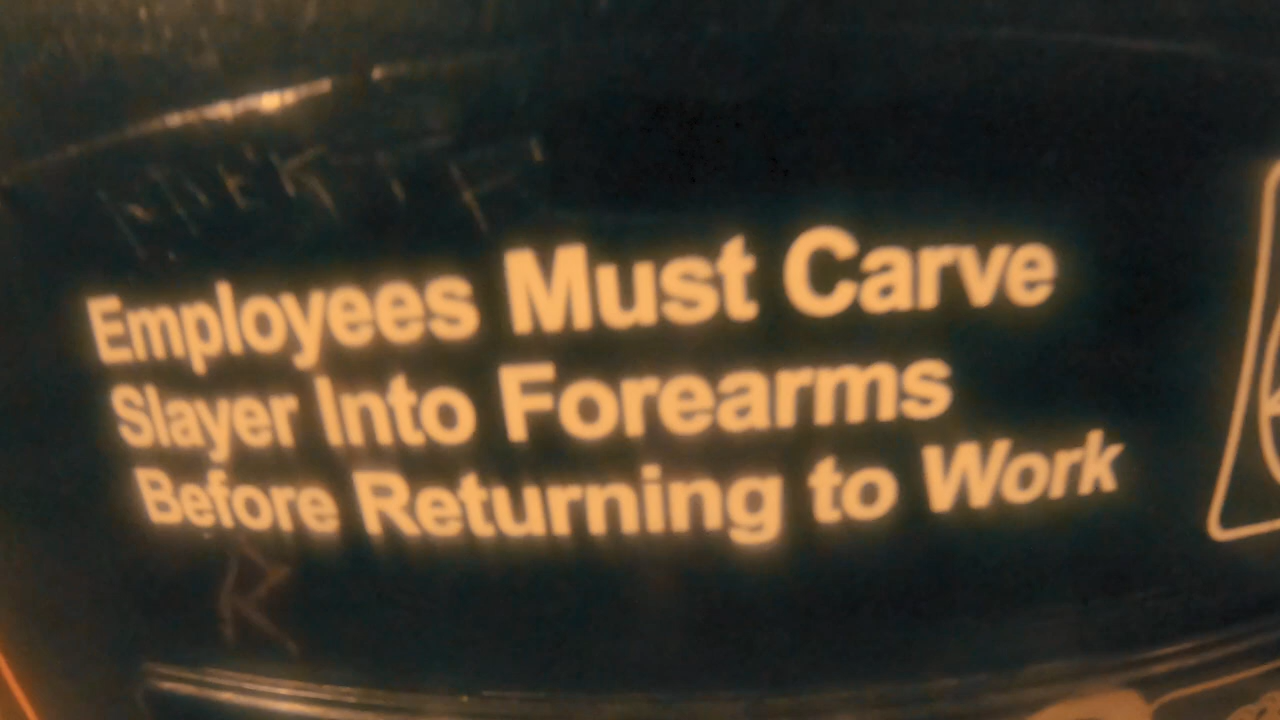 Employees Must Carve
Slayer Into Forearms
Before Returning to Work